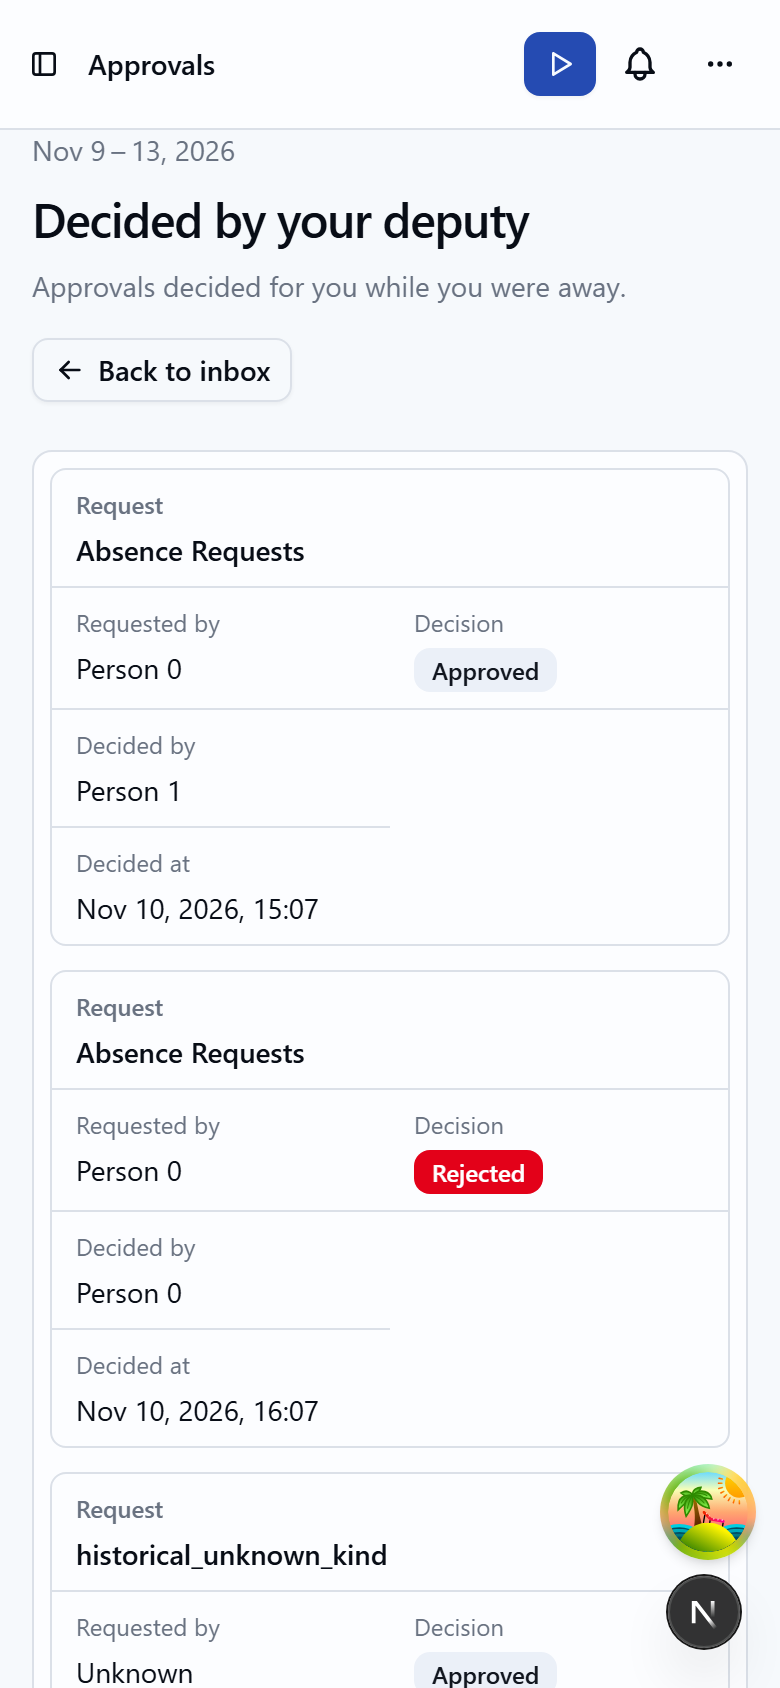 Approvals
Nov 9 – 13, 2026
Decided by your deputy
Approvals decided for you while you were away.
Back to inbox
Request
Absence Requests
Requested by
Decision
Person 0
Approved
Decided by
Person 1
Decided at
Nov 10, 2026, 15:07
Request
Absence Requests
Requested by
Decision
Person 0
Rejected
Decided by
Person 0
Decided at
Nov 10, 2026, 16:07
Request
historical_unknown_kind
Requested by
Decision
Unknown
Approved
N